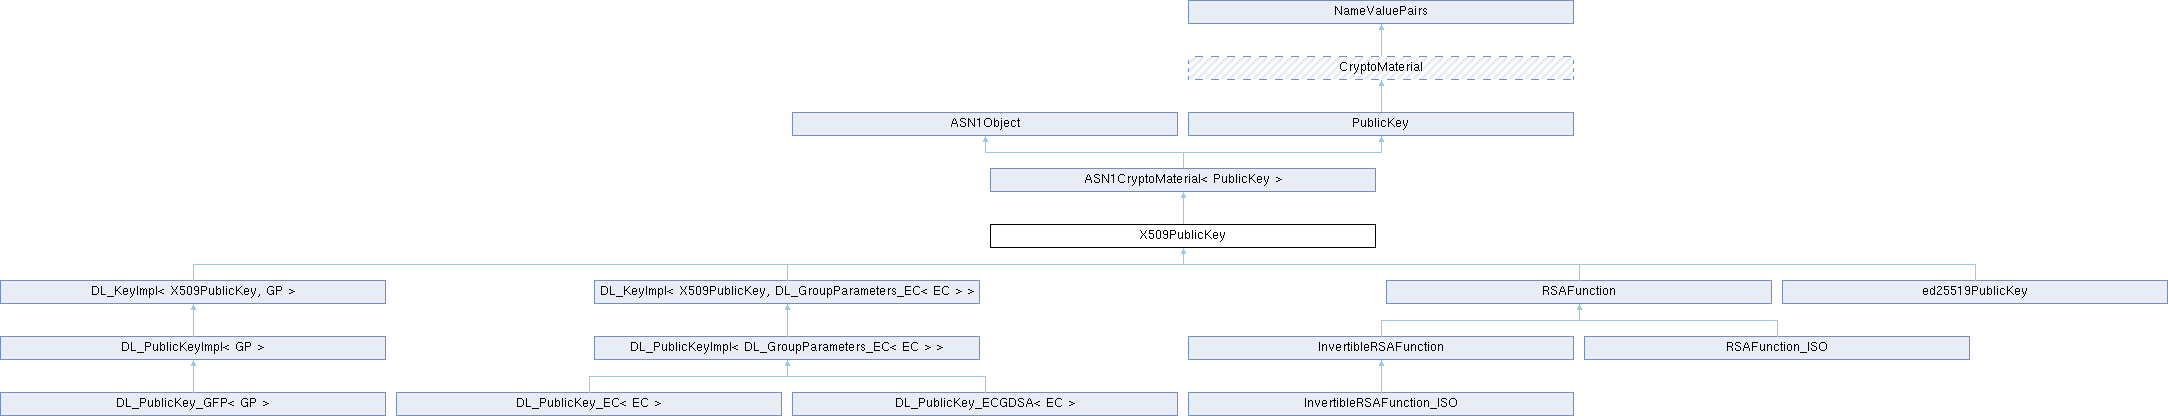 NameValuePairs
CryptoMaterial
ASN1Object
PublicKey
ASN1CryptoMaterial< PublicKey >
X509PublicKey
DL_KeyImpl< X509PublicKey, GP >
DL_KeyImpl< X509PublicKey, DL_GroupParameters_EC< EC > >
RSAFunction
ed25519PublicKey
DL_PublicKeyImpl< GP >
DL_PublicKeyImpl< DL_GroupParameters_EC< EC > >
InvertibleRSAFunction
RSAFunction_ISO
DL_PublicKey_GFP< GP >
DL_PublicKey_EC< EC >
DL_PublicKey_ECGDSA< EC >
InvertibleRSAFunction_ISO